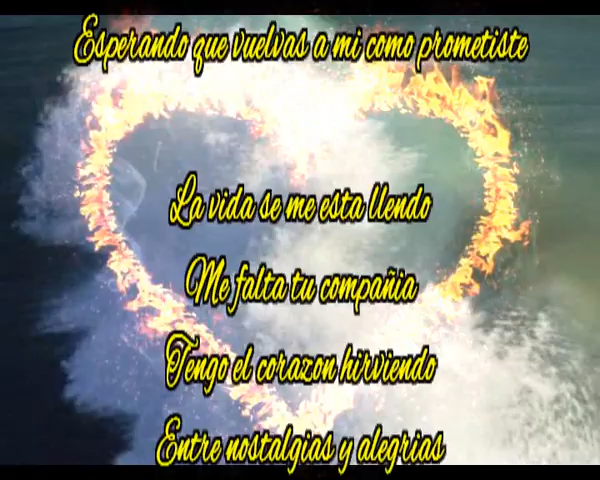 Esperando que vuelvas a mi como prometiste
La vida se me esta llendo
Me falta tu compañia
Tengo el corazon hirviendo
Entre nostalgias y alegrias